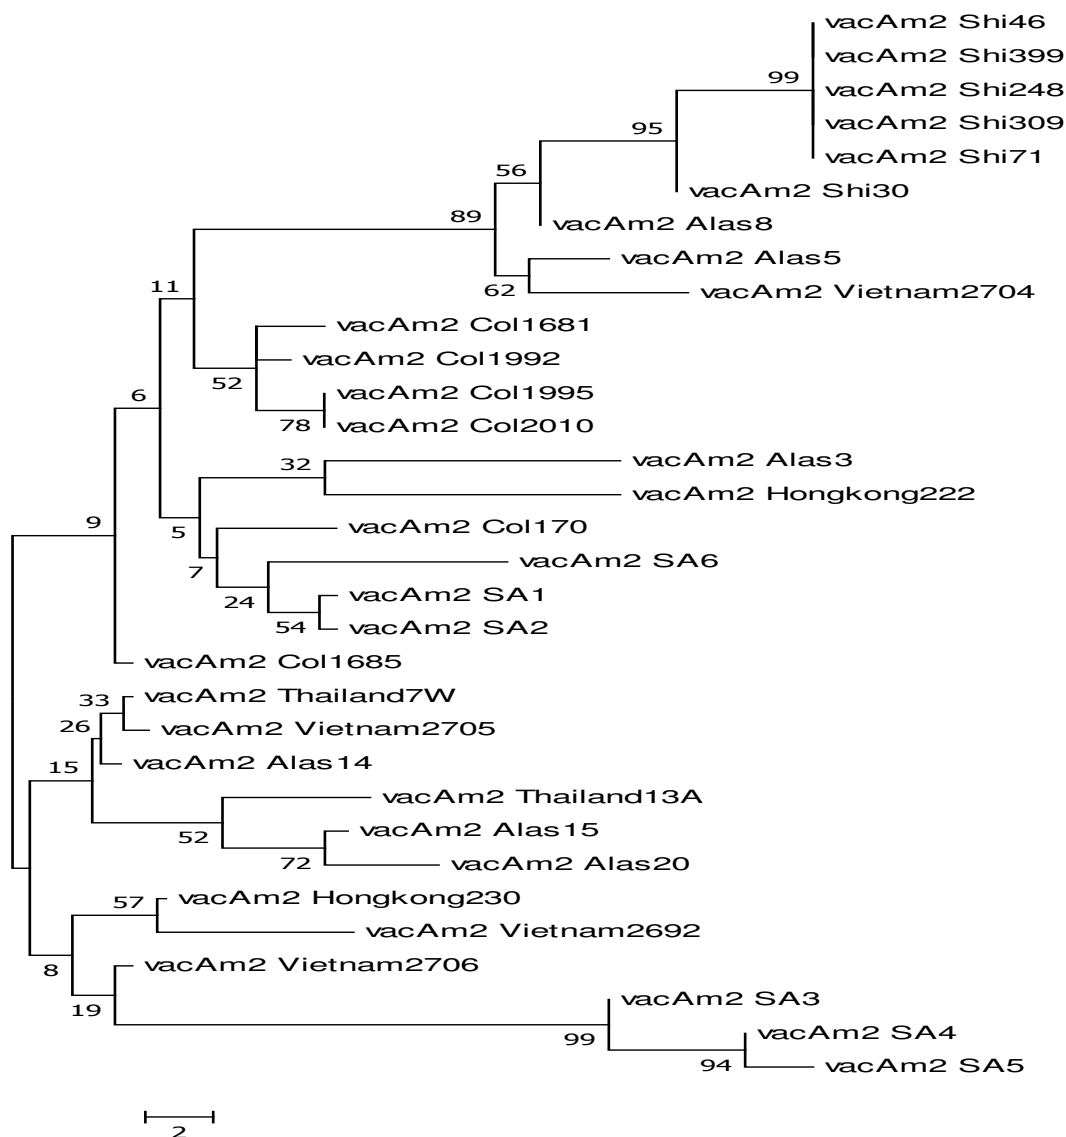 vacAm2 Shi46
vacAm2 Shi399
99
vacAm2 Shi248
vacAm2 Shi309
95
vacAm2 Shi71
56
vacAm2 Shi30
89
vacAm2 Alas8
vacAm2 Alas5
62
vacAm2 Vietnam2704
11
vacAm2 Col1681
vacAm2 Col1992
52
vacAm2 Col1995
6
78
vacAm2 Col2010
32
vacAm2 Alas3
vacAm2 Hongkong222
9
5
vacAm2 Col170
7
vacAm2 SA6
24
vacAm2 SA1
54
vacAm2 SA2
vacAm2 Col1685
33
vacAm2 Thailand7W
26
vacAm2 Vietnam2705
15
vacAm2 Alas14
vacAm2 Thailand13A
52
vacAm2 Alas15
72
vacAm2 Alas20
57
vacAm2 Hongkong230
vacAm2 Vietnam2692
8
vacAm2 Vietnam2706
19
vacAm2 SA3
99
vacAm2 SA4
94
vacAm2 SA5
2